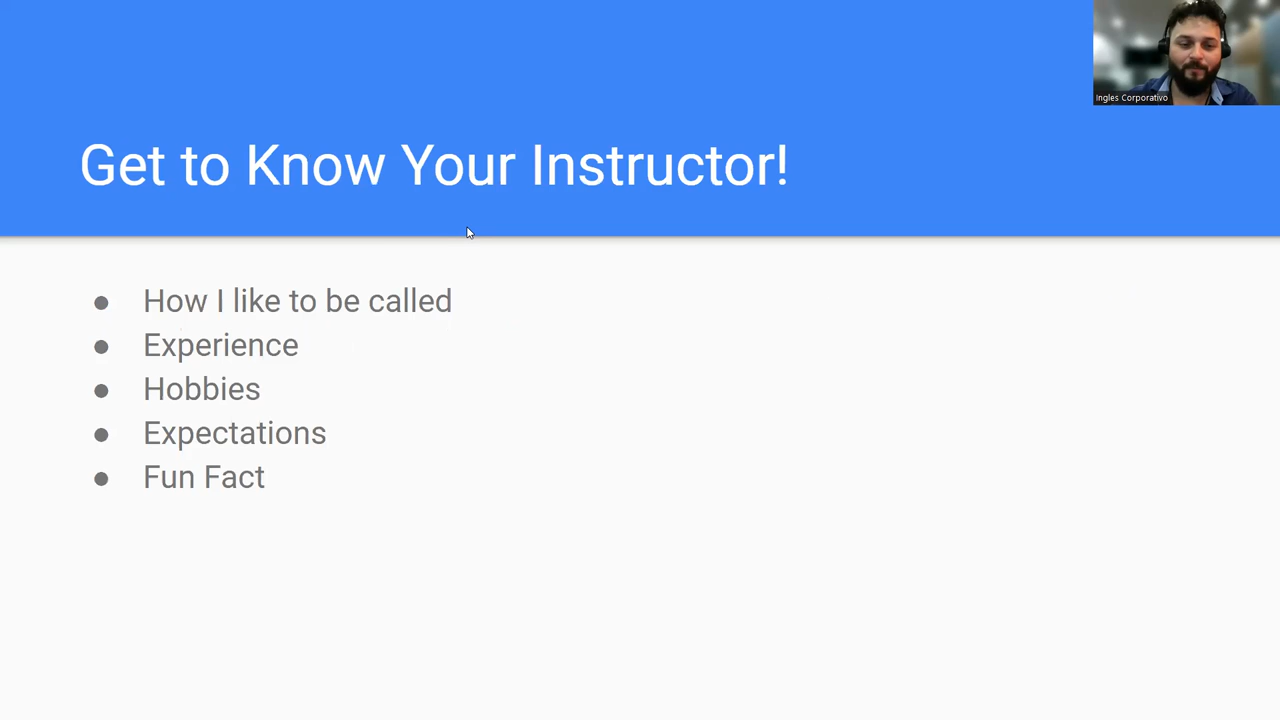 Ingles Corporativo
Get to Know Your Instructor!
How I like to be called
Experience
Hobbies
Expectations
Fun Fact